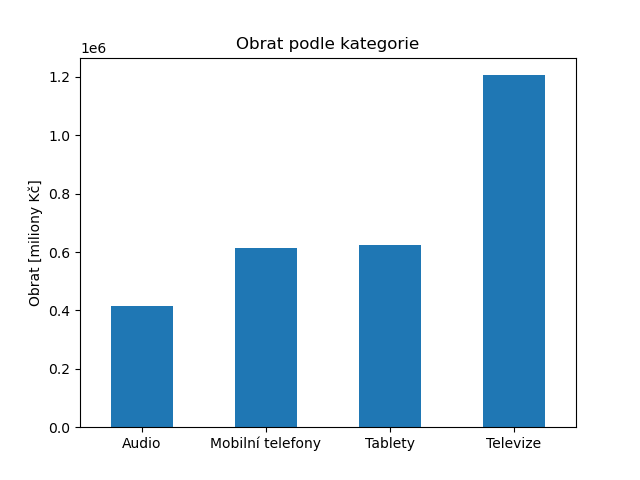 Obrat podle kategorie
1e6
Obrat [miliony Kč]
1.2
1.0
0.8
0.6
0.4
0.2
0.0
Audio
Mobilní telefony
Tablety
Televize